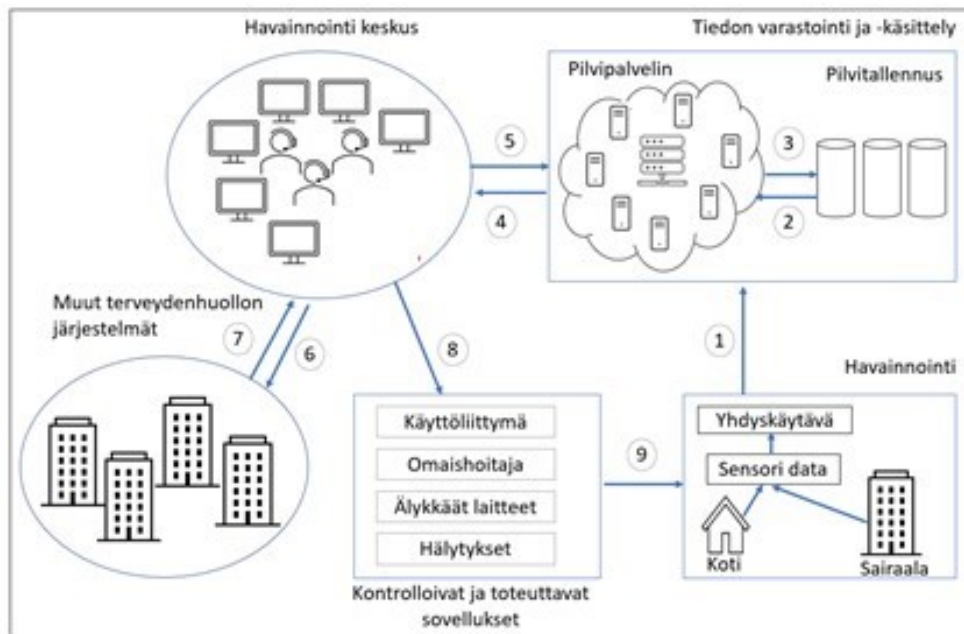 Havainnointi keskus
Tiedon varastointi ja -käsittely
Pilvipalvelin
Pilvitallennus
5
3
4
2
Muut terveydenhuollon
järjestelmät
7
6
8
1
Havainnointi
Käyttöliittymä
Omaishoitaja
Älykkäät laitteet
Hälytykset
9
Yhdyskäytävä
Sensori data
Koti
Sairaala
Kontrolloivat ja toteuttavat
sovellukset